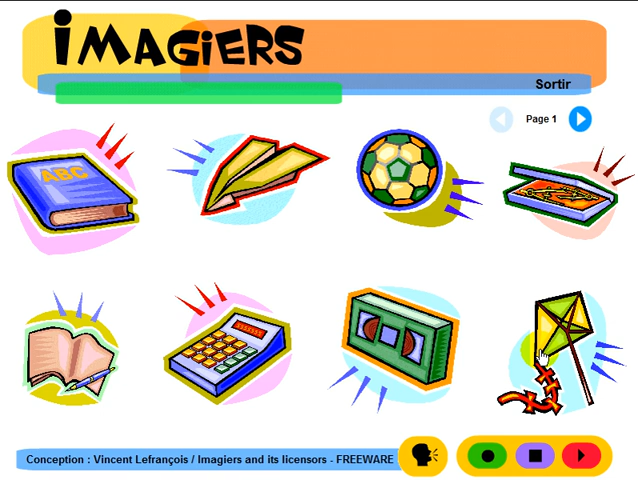 iMAGiERS
Sortir
Page 1
ABC
Conception : Vincent Lefrançois / Imagiers and its licensors - FREEWARE